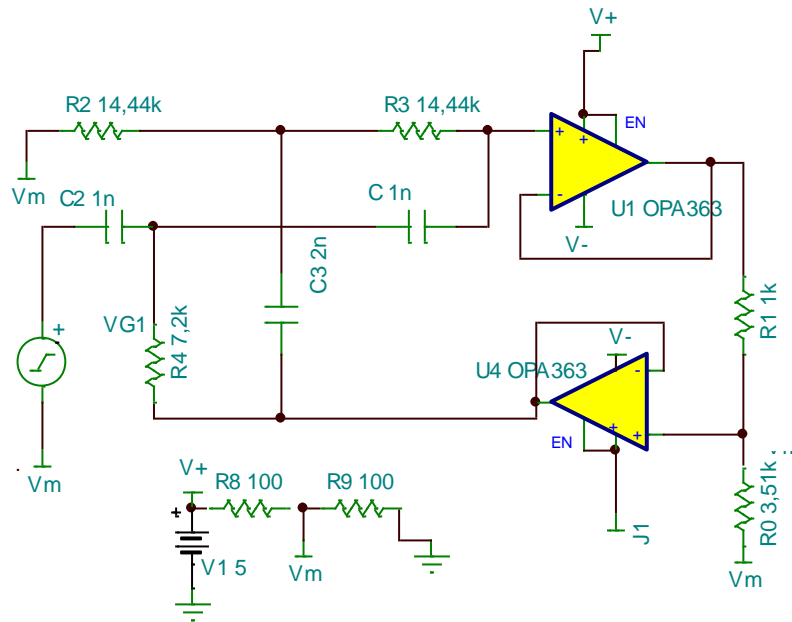 V+
R2 14,44k
R3 14,44k
EN
+
+
-
Vm
C2 1n
C 1n
U1 OPA363
V-
C3 2n
VG1
+
R4 7,2k
R1 1k
V-
U4 OPA363
-
+
+
EN
Vm
V+
R8 100
R9 100
+
V1 5
Vm
J1
R0 3,51k
Vm